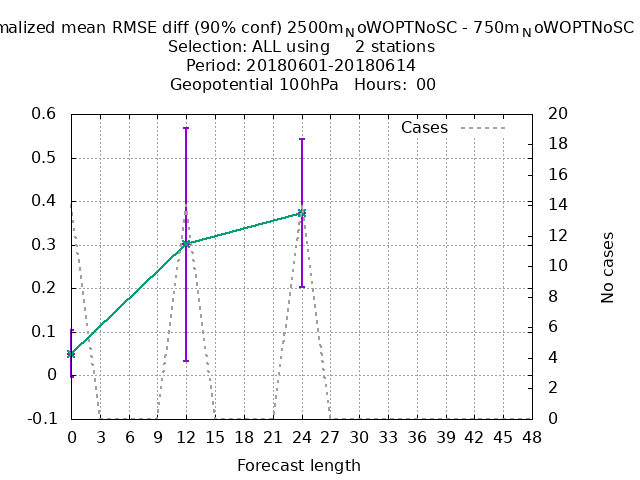 malized mean RMSE diff (90% conf) 2500mNoWOPTNoSC - 750mNoWOPTNoSC
Selection: ALL using 2 stations
Period: 20180601-20180614
Geopotential 100hPa Hours: 00
Cases
0.6
0.5
0.4
0.3
0.2
0.1
0
-0.1
20
18
16
14
12
10
8
6
4
2
0
No cases
0 3 6 9 12 15 18 21 24 27 30 33 36 39 42 45 48
Forecast length